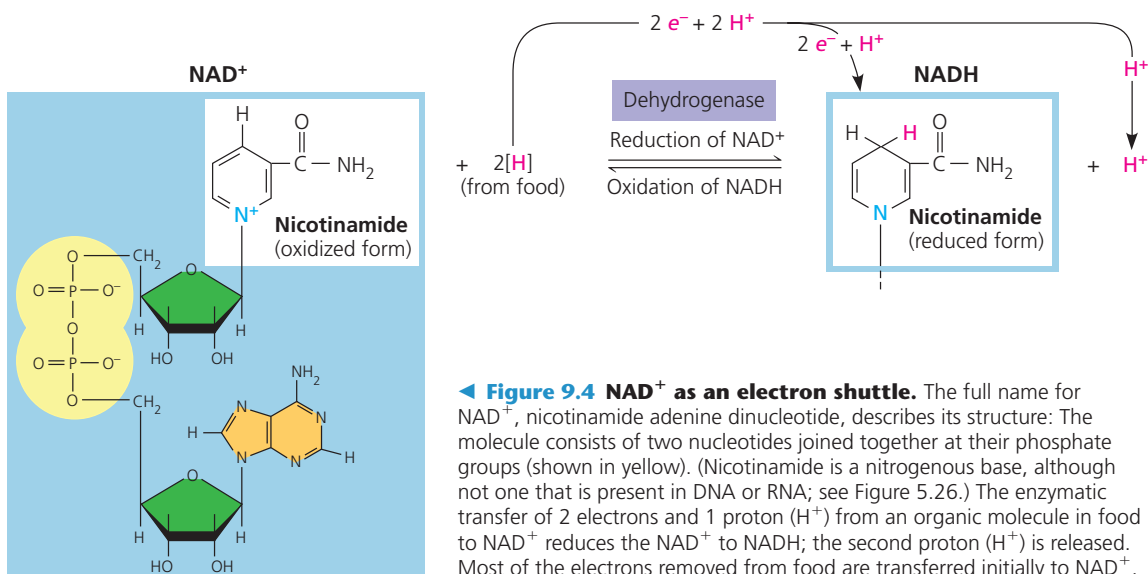 2 e⁻ + 2 H⁺
2 e⁻ + H⁺
H⁺
NAD⁺
NADH
Dehydrogenase
Reduction of NAD⁺
Oxidation of NADH
+ 2[H]
(from food)
H
O
C NH₂
N⁺
Nicotinamide
(oxidized form)
H H O
C NH₂
N
Nicotinamide
(reduced form)
+ H⁺
O CH₂
O
O P O⁻
H H
O
HO OH
O P O⁻
O CH₂
NH₂
N N
H
N N H
O
H H
HO OH
◀ Figure 9.4 NAD⁺ as an electron shuttle. The full name for
NAD⁺, nicotinamide adenine dinucleotide, describes its structure: The
molecule consists of two nucleotides joined together at their phosphate
groups (shown in yellow). (Nicotinamide is a nitrogenous base, although
not one that is present in DNA or RNA; see Figure 5.26.) The enzymatic
transfer of 2 electrons and 1 proton (H⁺) from an organic molecule in food
to NAD⁺ reduces the NAD⁺ to NADH; the second proton (H⁺) is released.
Most of the electrons removed from food are transferred initially to NAD⁺.